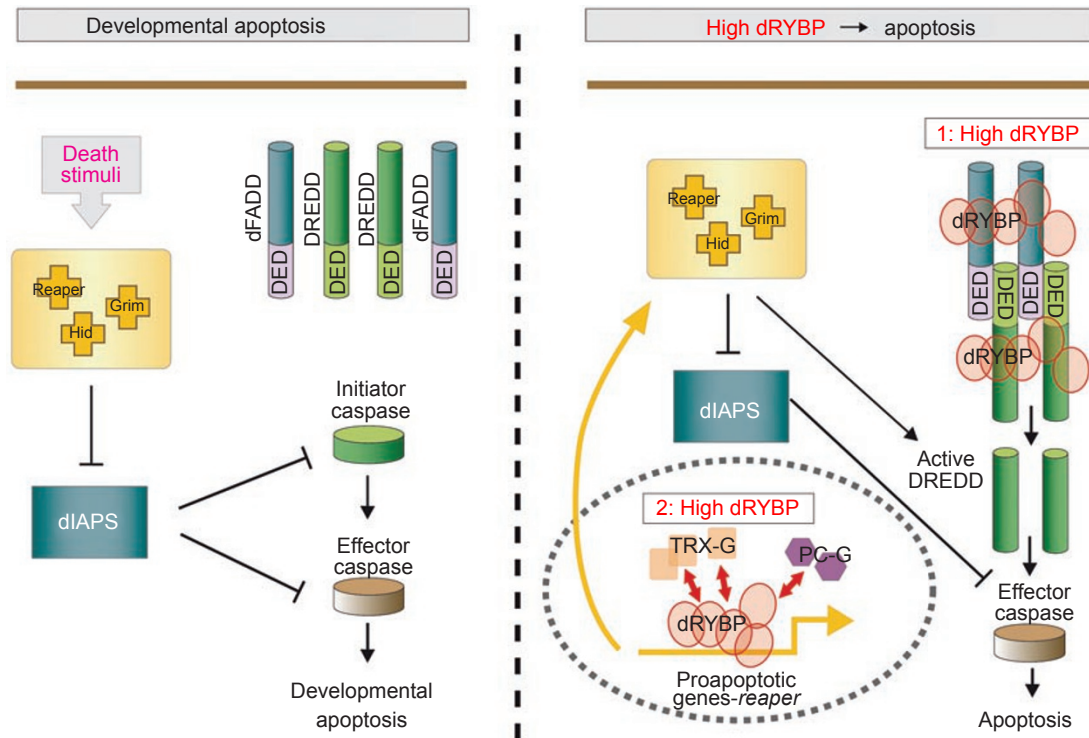 Developmental apoptosis
Death
stimuli
Reaper
Grim
Hid
dIAPS
dFADD
DREDD
DREDD
dFADD
DED
DED
DED
DED
Initiator
caspase
Effector
caspase
Developmental
apoptosis
High dRYBP → apoptosis
1: High dRYBP
Reaper
Grim
Hid
dIAPS
dRYBP
DED
DED
DED
DED
dRYBP
Active
DREDD
2: High dRYBP
TRX-G
PC-G
dRYBP
Proapoptotic
genes-reaper
Effector
caspase
Apoptosis